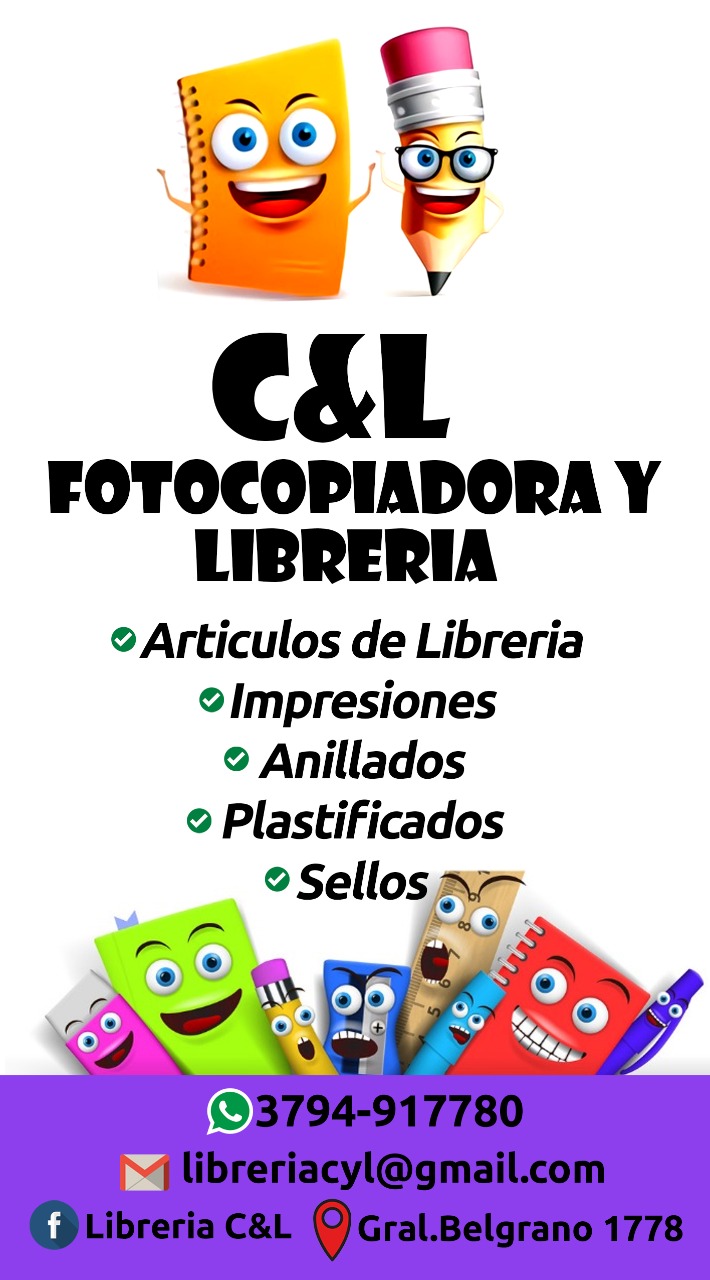 C&L
FOTOCOPIADORA Y
LIBRERIA
Articulos de Libreria
Impresiones
Anillados
Plastificados
Sellos
3794-917780
libreriacyl@gmail.com
Libreria C&L
Gral.Belgrano 1778